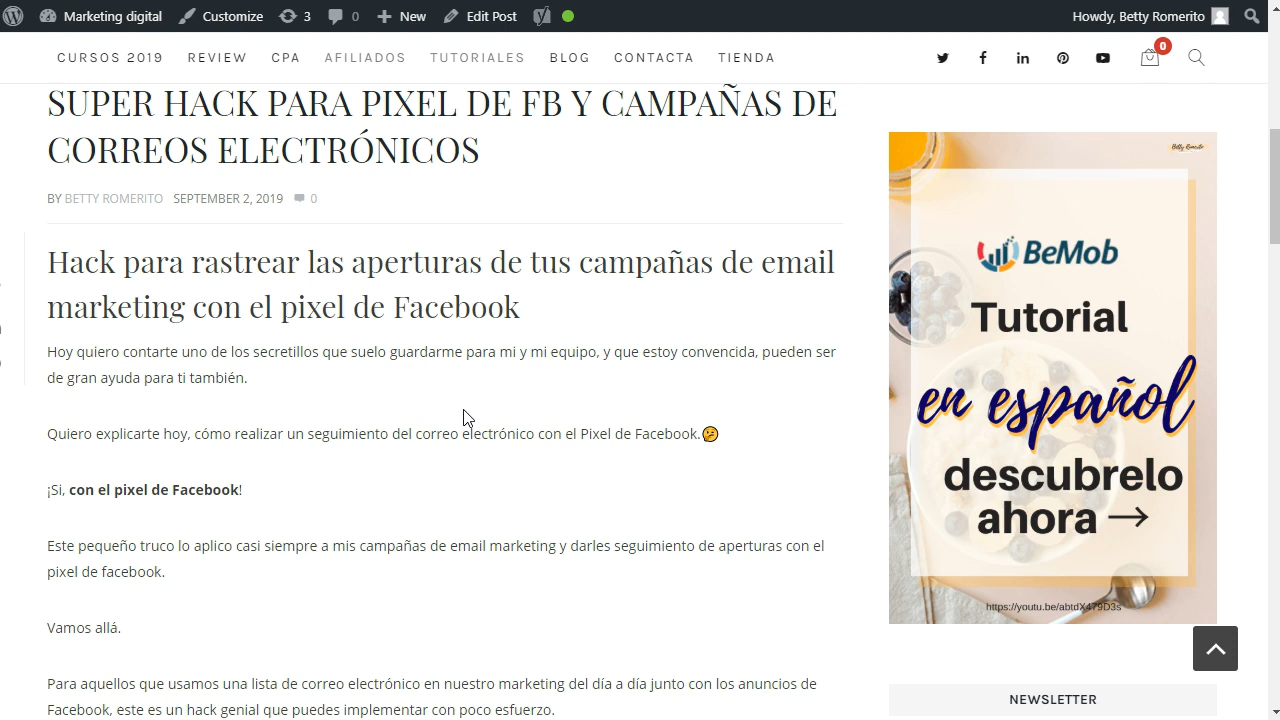 Marketing digital Customize 3 0 New Edit Post Howdy, Betty Romerito
CURSOS 2019 REVIEW CPA AFILIADOS TUTORIALES BLOG CONTACTA TIENDA 0
SUPER HACK PARA PIXEL DE FB Y CAMPAÑAS DE
CORREOS ELECTRÓNICOS
BY BETTY ROMERITO SEPTEMBER 2, 2019 0
Hack para rastrear las aperturas de tus campañas de email
marketing con el pixel de Facebook
Hoy quiero contarte uno de los secretillos que suelo guardarme para mi y mi equipo, y que estoy convencida, pueden ser
de gran ayuda para ti también.
Quiero explicarte hoy, cómo realizar un seguimiento del correo electrónico con el Pixel de Facebook.
¡Si, con el pixel de Facebook!
Este pequeño truco lo aplico casi siempre a mis campañas de email marketing y darles seguimiento de aperturas con el
pixel de facebook.
Vamos allá.
Para aquellos que usamos una lista de correo electrónico en nuestro marketing del día a día junto con los anuncios de
Facebook, este es un hack genial que puedes implementar con poco esfuerzo.
Betty Romerito
BeMob
Tutorial
en español
descubrelo
ahora →
https://youtu.be/abtdX479D3s
NEWSLETTER